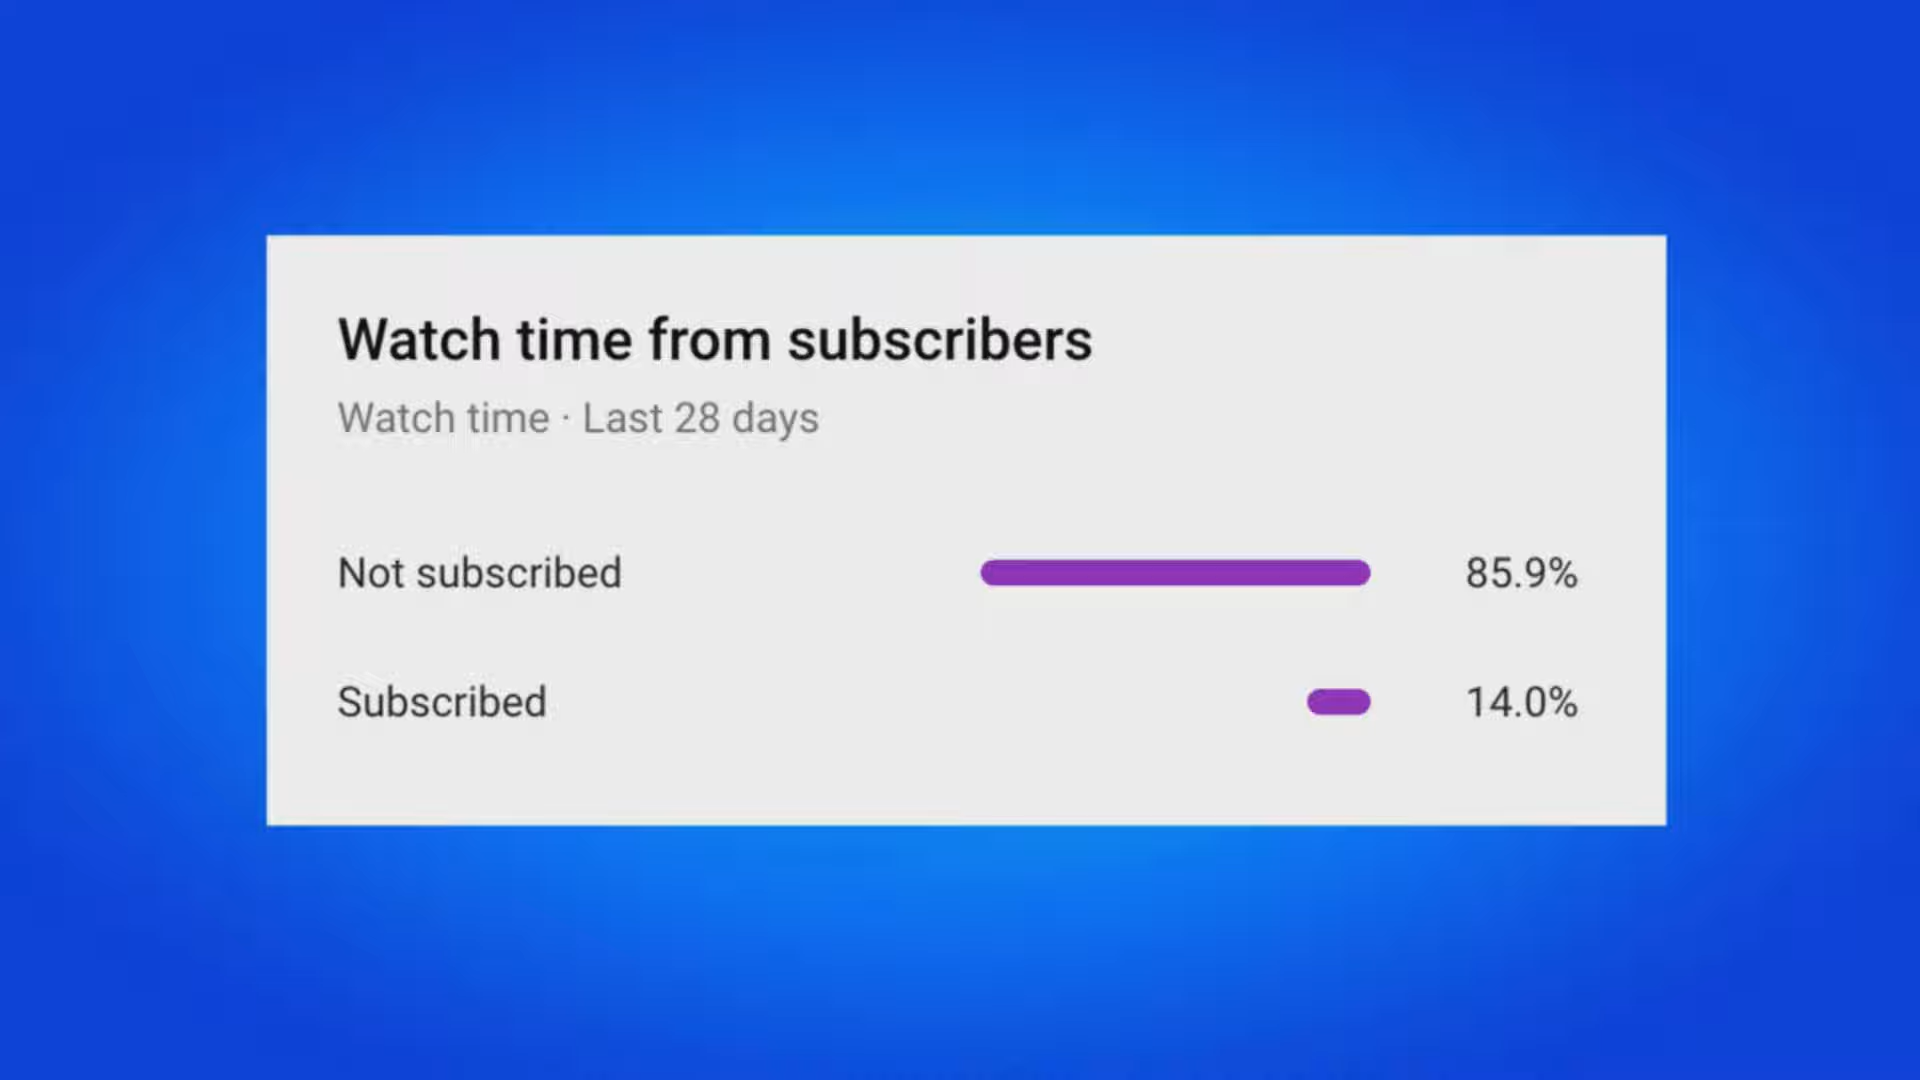 Watch time from subscribers
Watch time · Last 28 days
Not subscribed 85.9%
Subscribed 14.0%